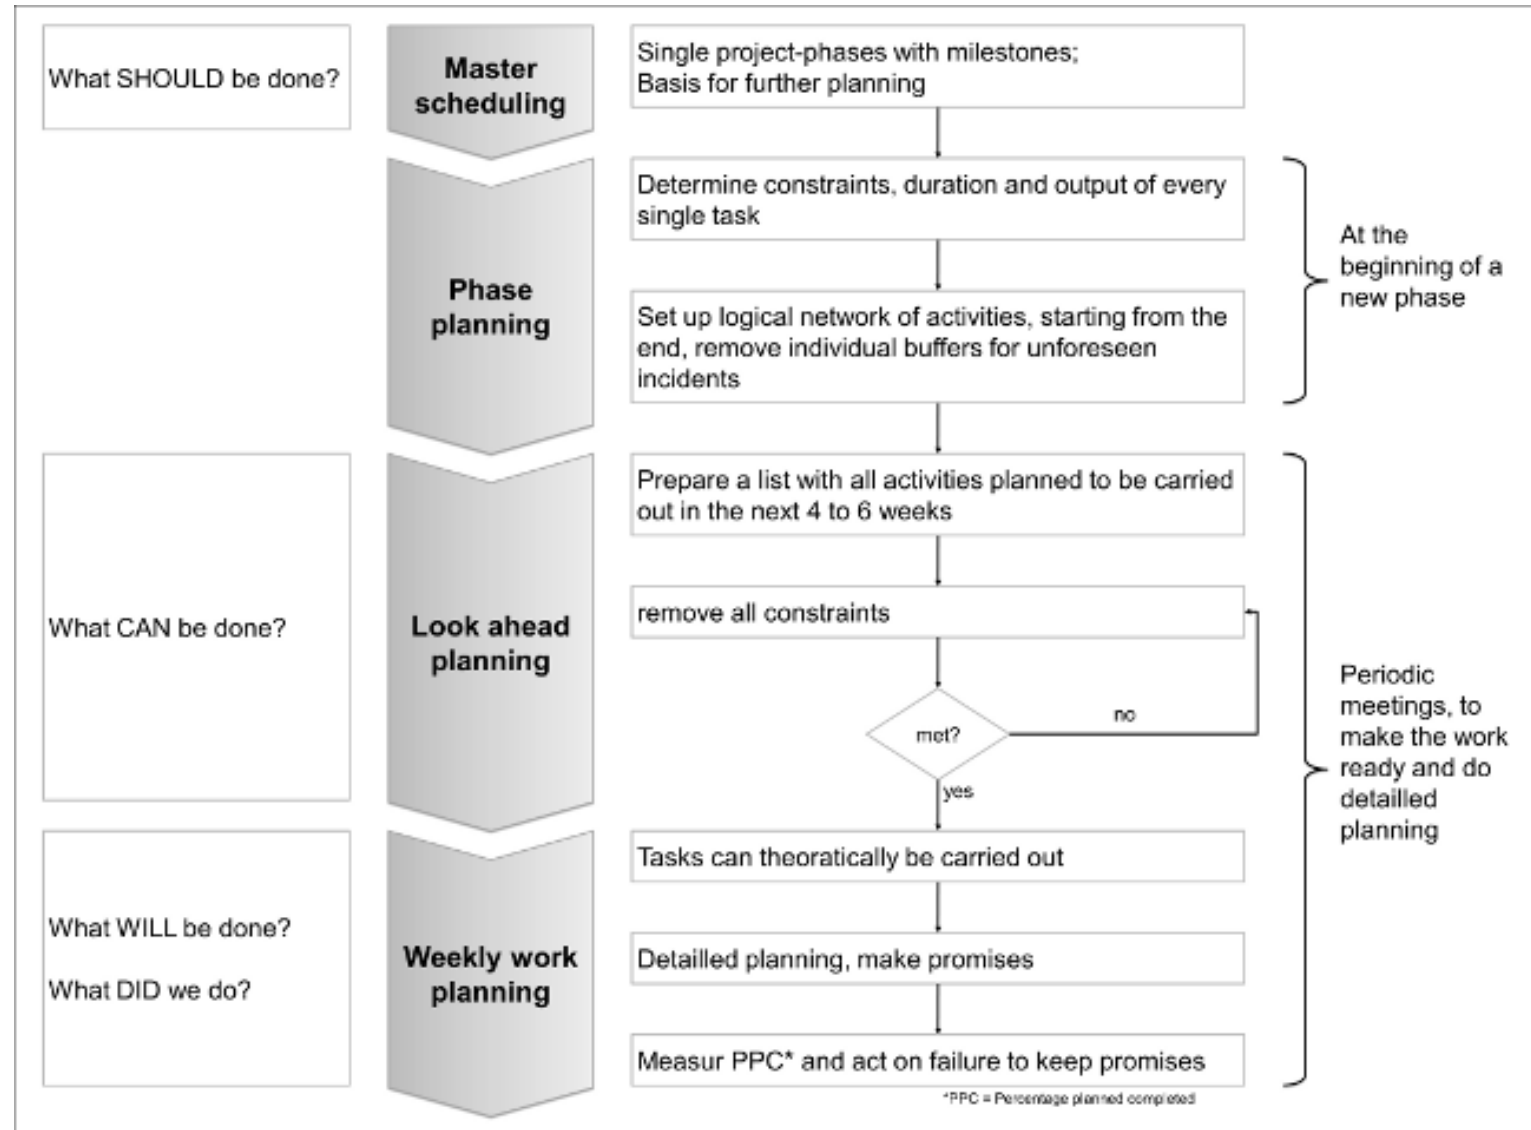 What SHOULD be done?
Master
scheduling
Single project-phases with milestones;
Basis for further planning
Phase
planning
Determine constraints, duration and output of every
single task
Set up logical network of activities, starting from the
end, remove individual buffers for unforeseen
incidents
At the
beginning of a
new phase
What CAN be done?
Look ahead
planning
Prepare a list with all activities planned to be carried
out in the next 4 to 6 weeks
remove all constraints
met?
no
yes
Periodic
meetings, to
make the work
ready and do
detailled
planning
What WILL be done?
What DID we do?
Weekly work
planning
Tasks can theoratically be carried out
Detailled planning, make promises
Measur PPC* and act on failure to keep promises
*PPC = Percentage planned completed